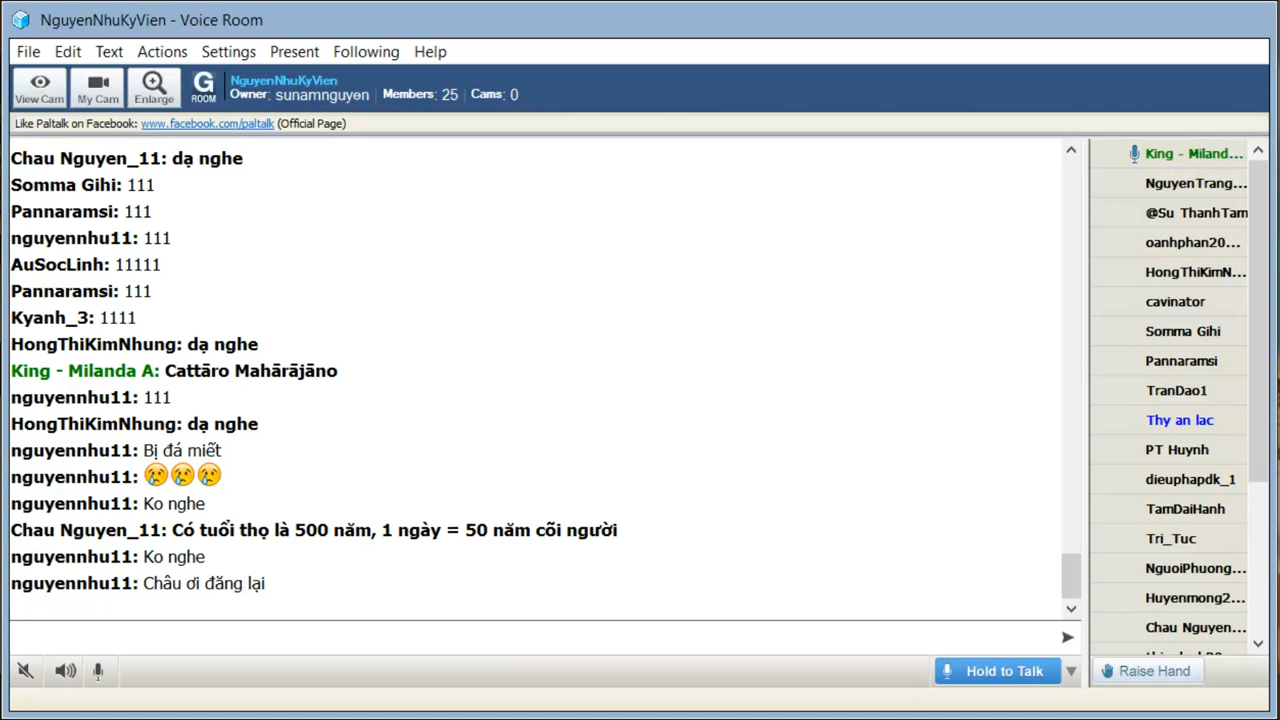 NguyenNhuKyVien - Voice Room
File Edit Text Actions Settings Present Following Help
View Cam
My Cam
Enlarge
G
ROOM
NguyenNhuKyVien
Owner: sunamnguyen Members: 25 Cams: 0
Like Paltalk on Facebook: www.facebook.com/paltalk (Official Page)
Chau Nguyen_11: dạ nghe
Somma Gihi: 111
Pannaramsi: 111
nguyennhu11: 111
AuSocLinh: 11111
Pannaramsi: 111
Kyanh_3: 1111
HongThiKimNhung: dạ nghe
King - Milanda A: Cattāro Mahārājāno
nguyennhu11: 111
HongThiKimNhung: dạ nghe
nguyennhu11: Bị đá miết
nguyennhu11:
nguyennhu11: Ko nghe
Chau Nguyen_11: Có tuổi thọ là 500 năm, 1 ngày = 50 năm cõi người
nguyennhu11: Ko nghe
nguyennhu11: Châu ơi đăng lại
King - Miland...
NguyenTrang...
@Su ThanhTam
oanhphan20...
HongThiKimN...
cavinator
Somma Gihi
Pannaramsi
TranDao1
Thy an lac
PT Huynh
dieuphapdk_1
TamDaiHanh
Tri_Tuc
NguoiPhuong...
Huyenmong2...
Chau Nguyen...
Hold to Talk
Raise Hand